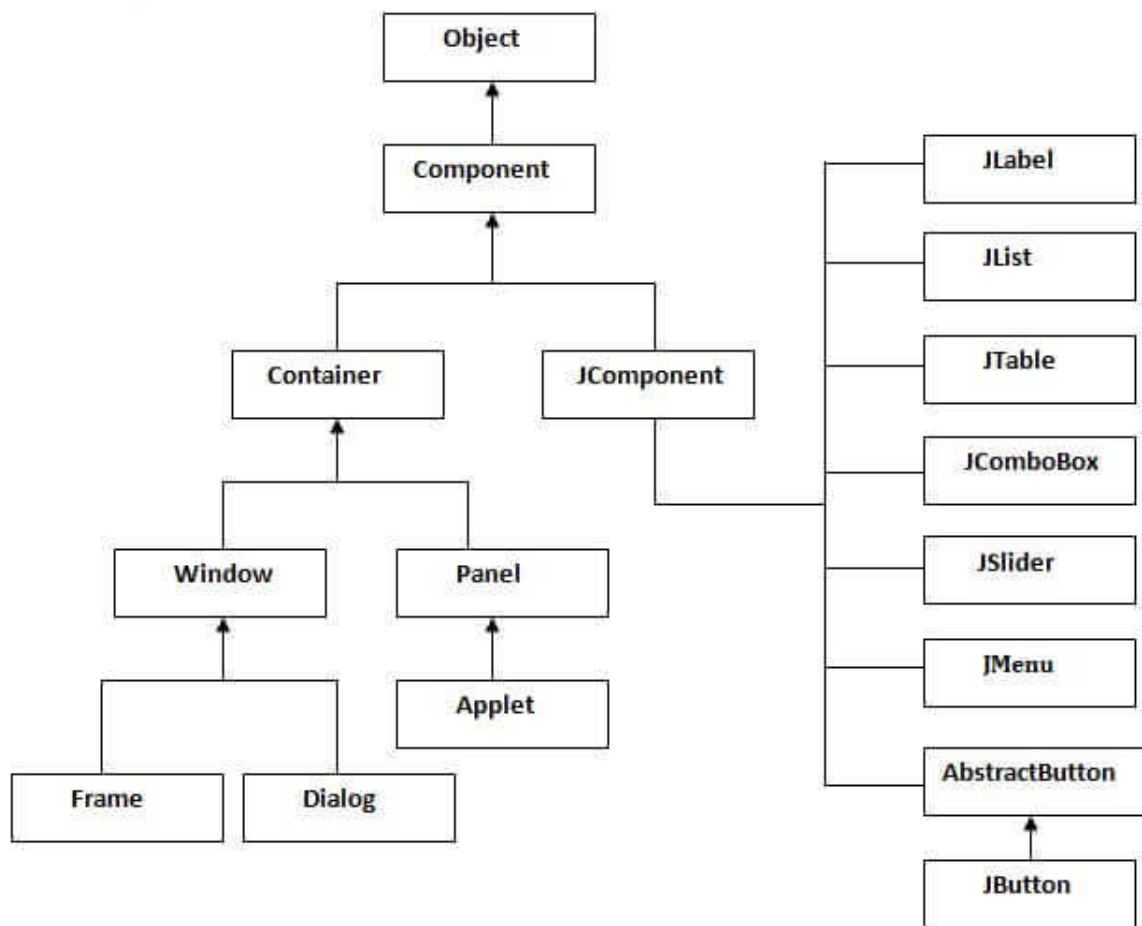 Object
Component
Container
JComponent
Window
Panel
Applet
Frame
Dialog
JLabel
JList
JTable
JComboBox
JSlider
JMenu
AbstractButton
JButton